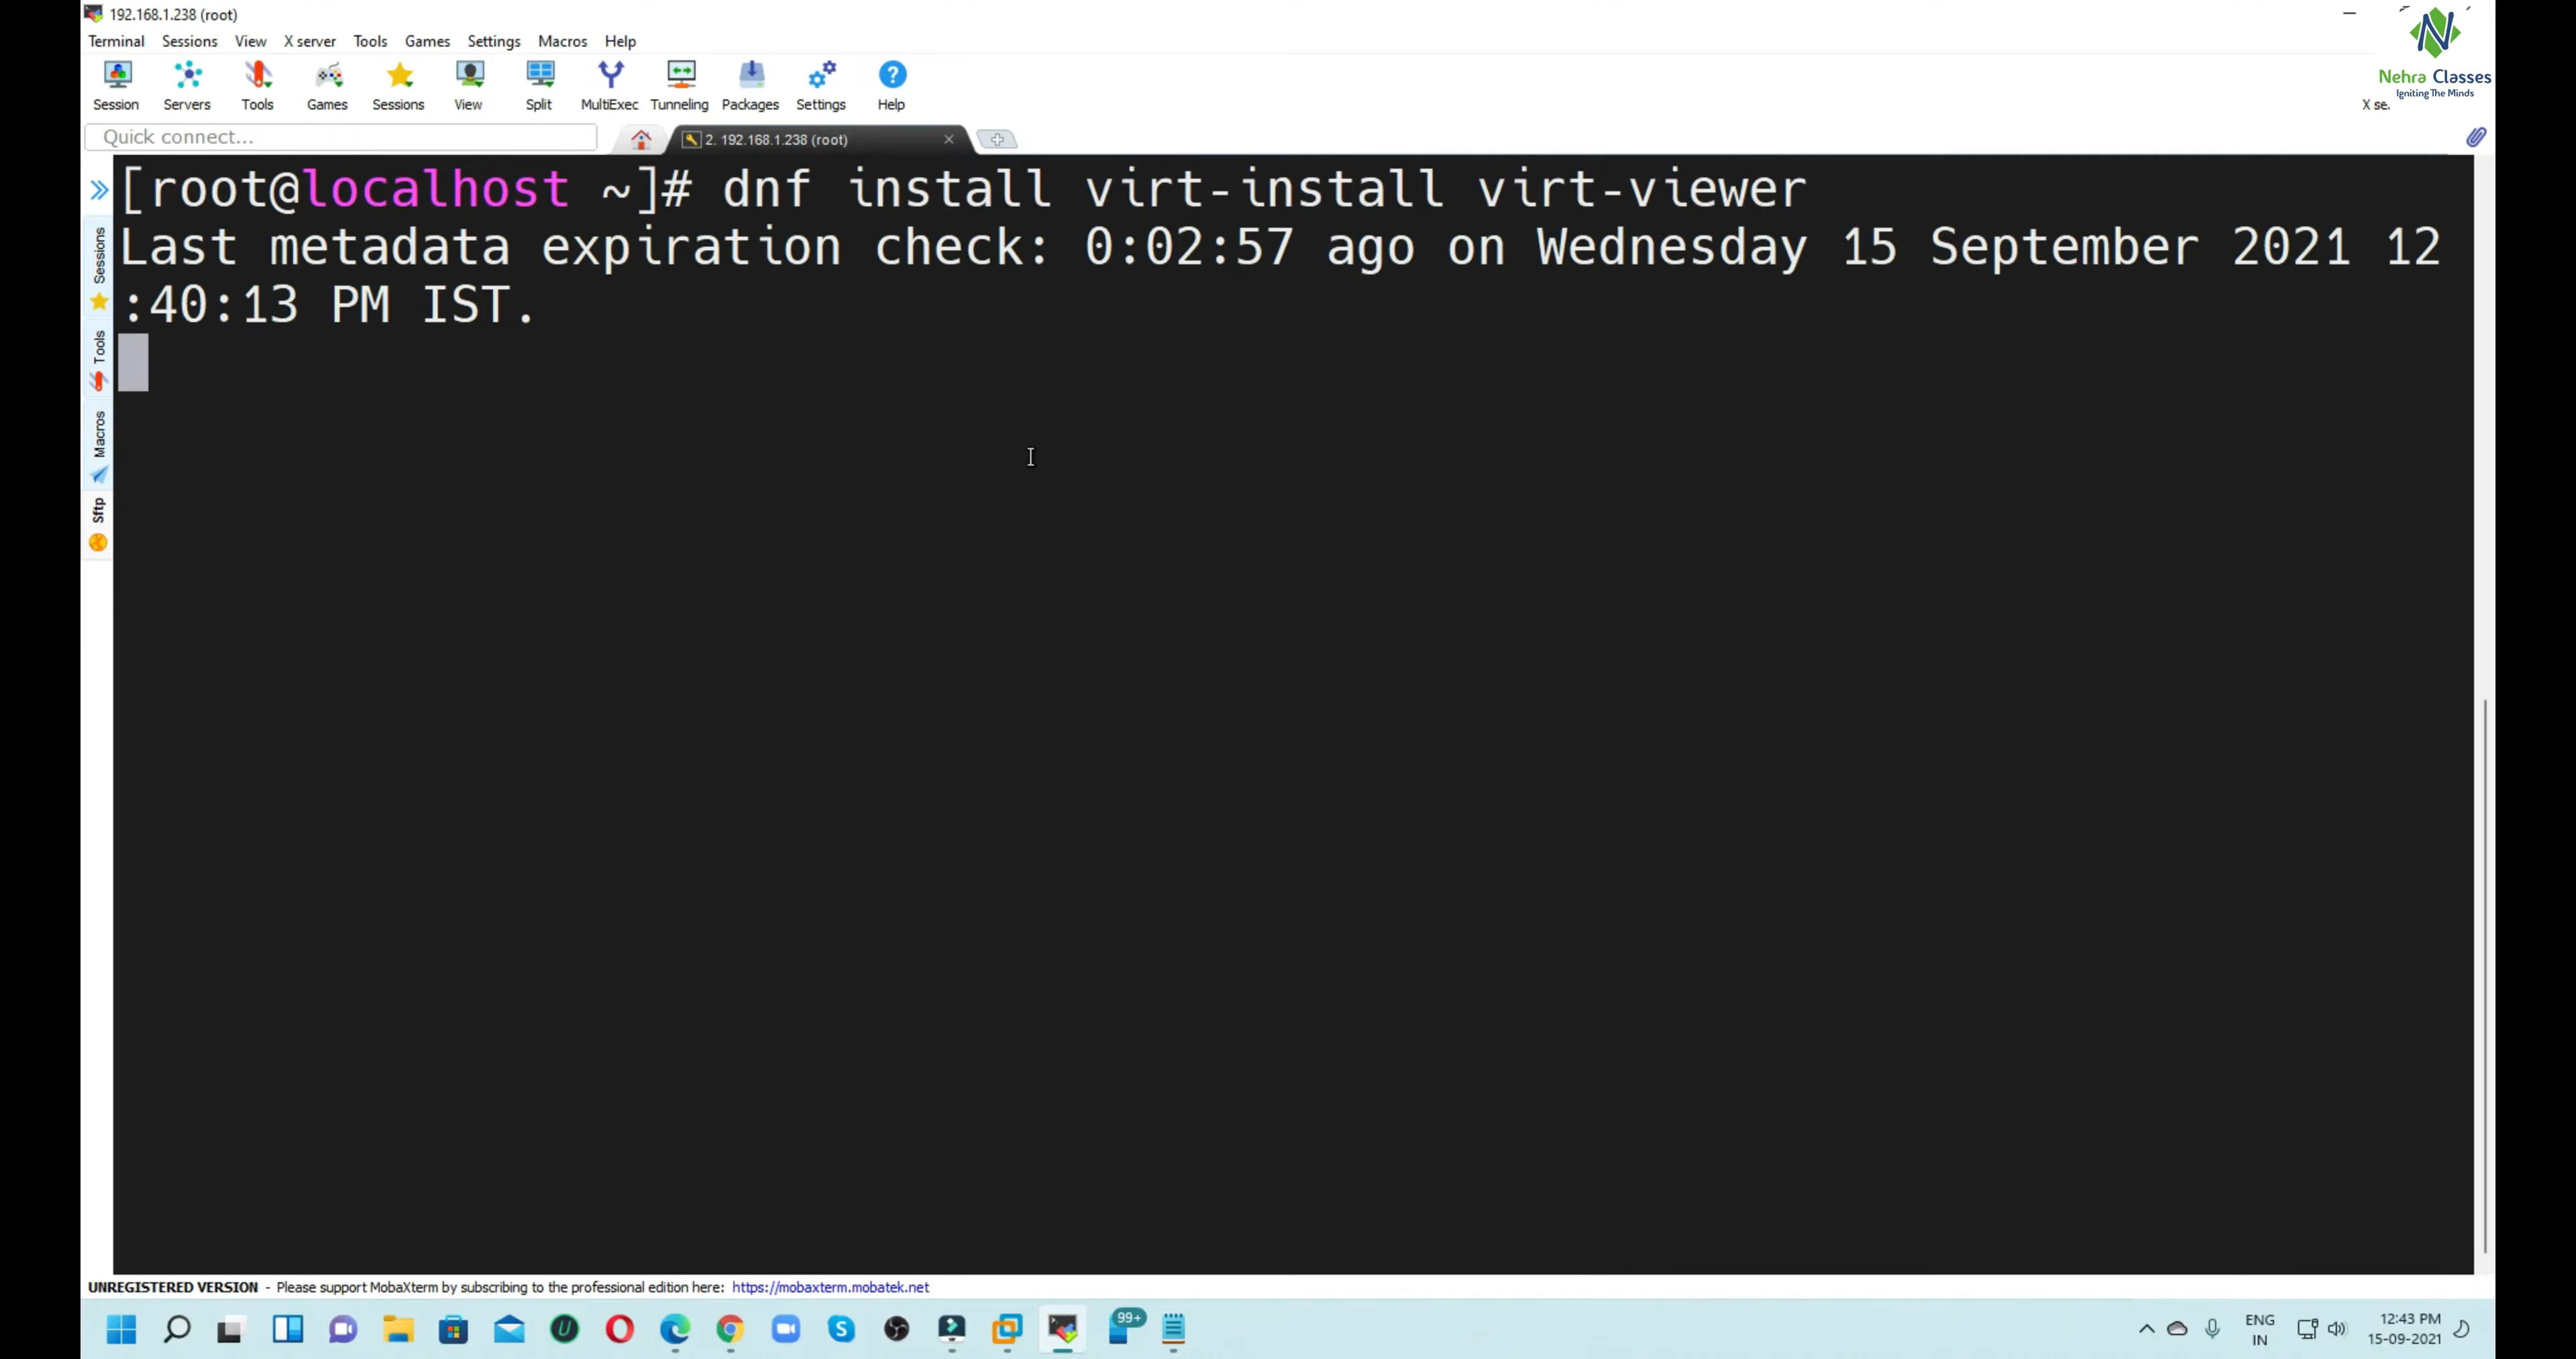 192.168.1.238 (root)
Terminal Sessions View X server Tools Games Settings Macros Help
Session Servers Tools Games Sessions View Split MultiExec Tunneling Packages Settings Help
Nehra Classes
Igniting The Minds
X se.
Quick connect...
2. 192.168.1.238 (root)
[root@localhost ~]# dnf install virt-install virt-viewer
Last metadata expiration check: 0:02:57 ago on Wednesday 15 September 2021 12
:40:13 PM IST.
Sessions
Tools
Macros
Sftp
UNREGISTERED VERSION - Please support MobaXterm by subscribing to the professional edition here: https://mobaxterm.mobatek.net
99+
ENG
IN
12:43 PM
15-09-2021